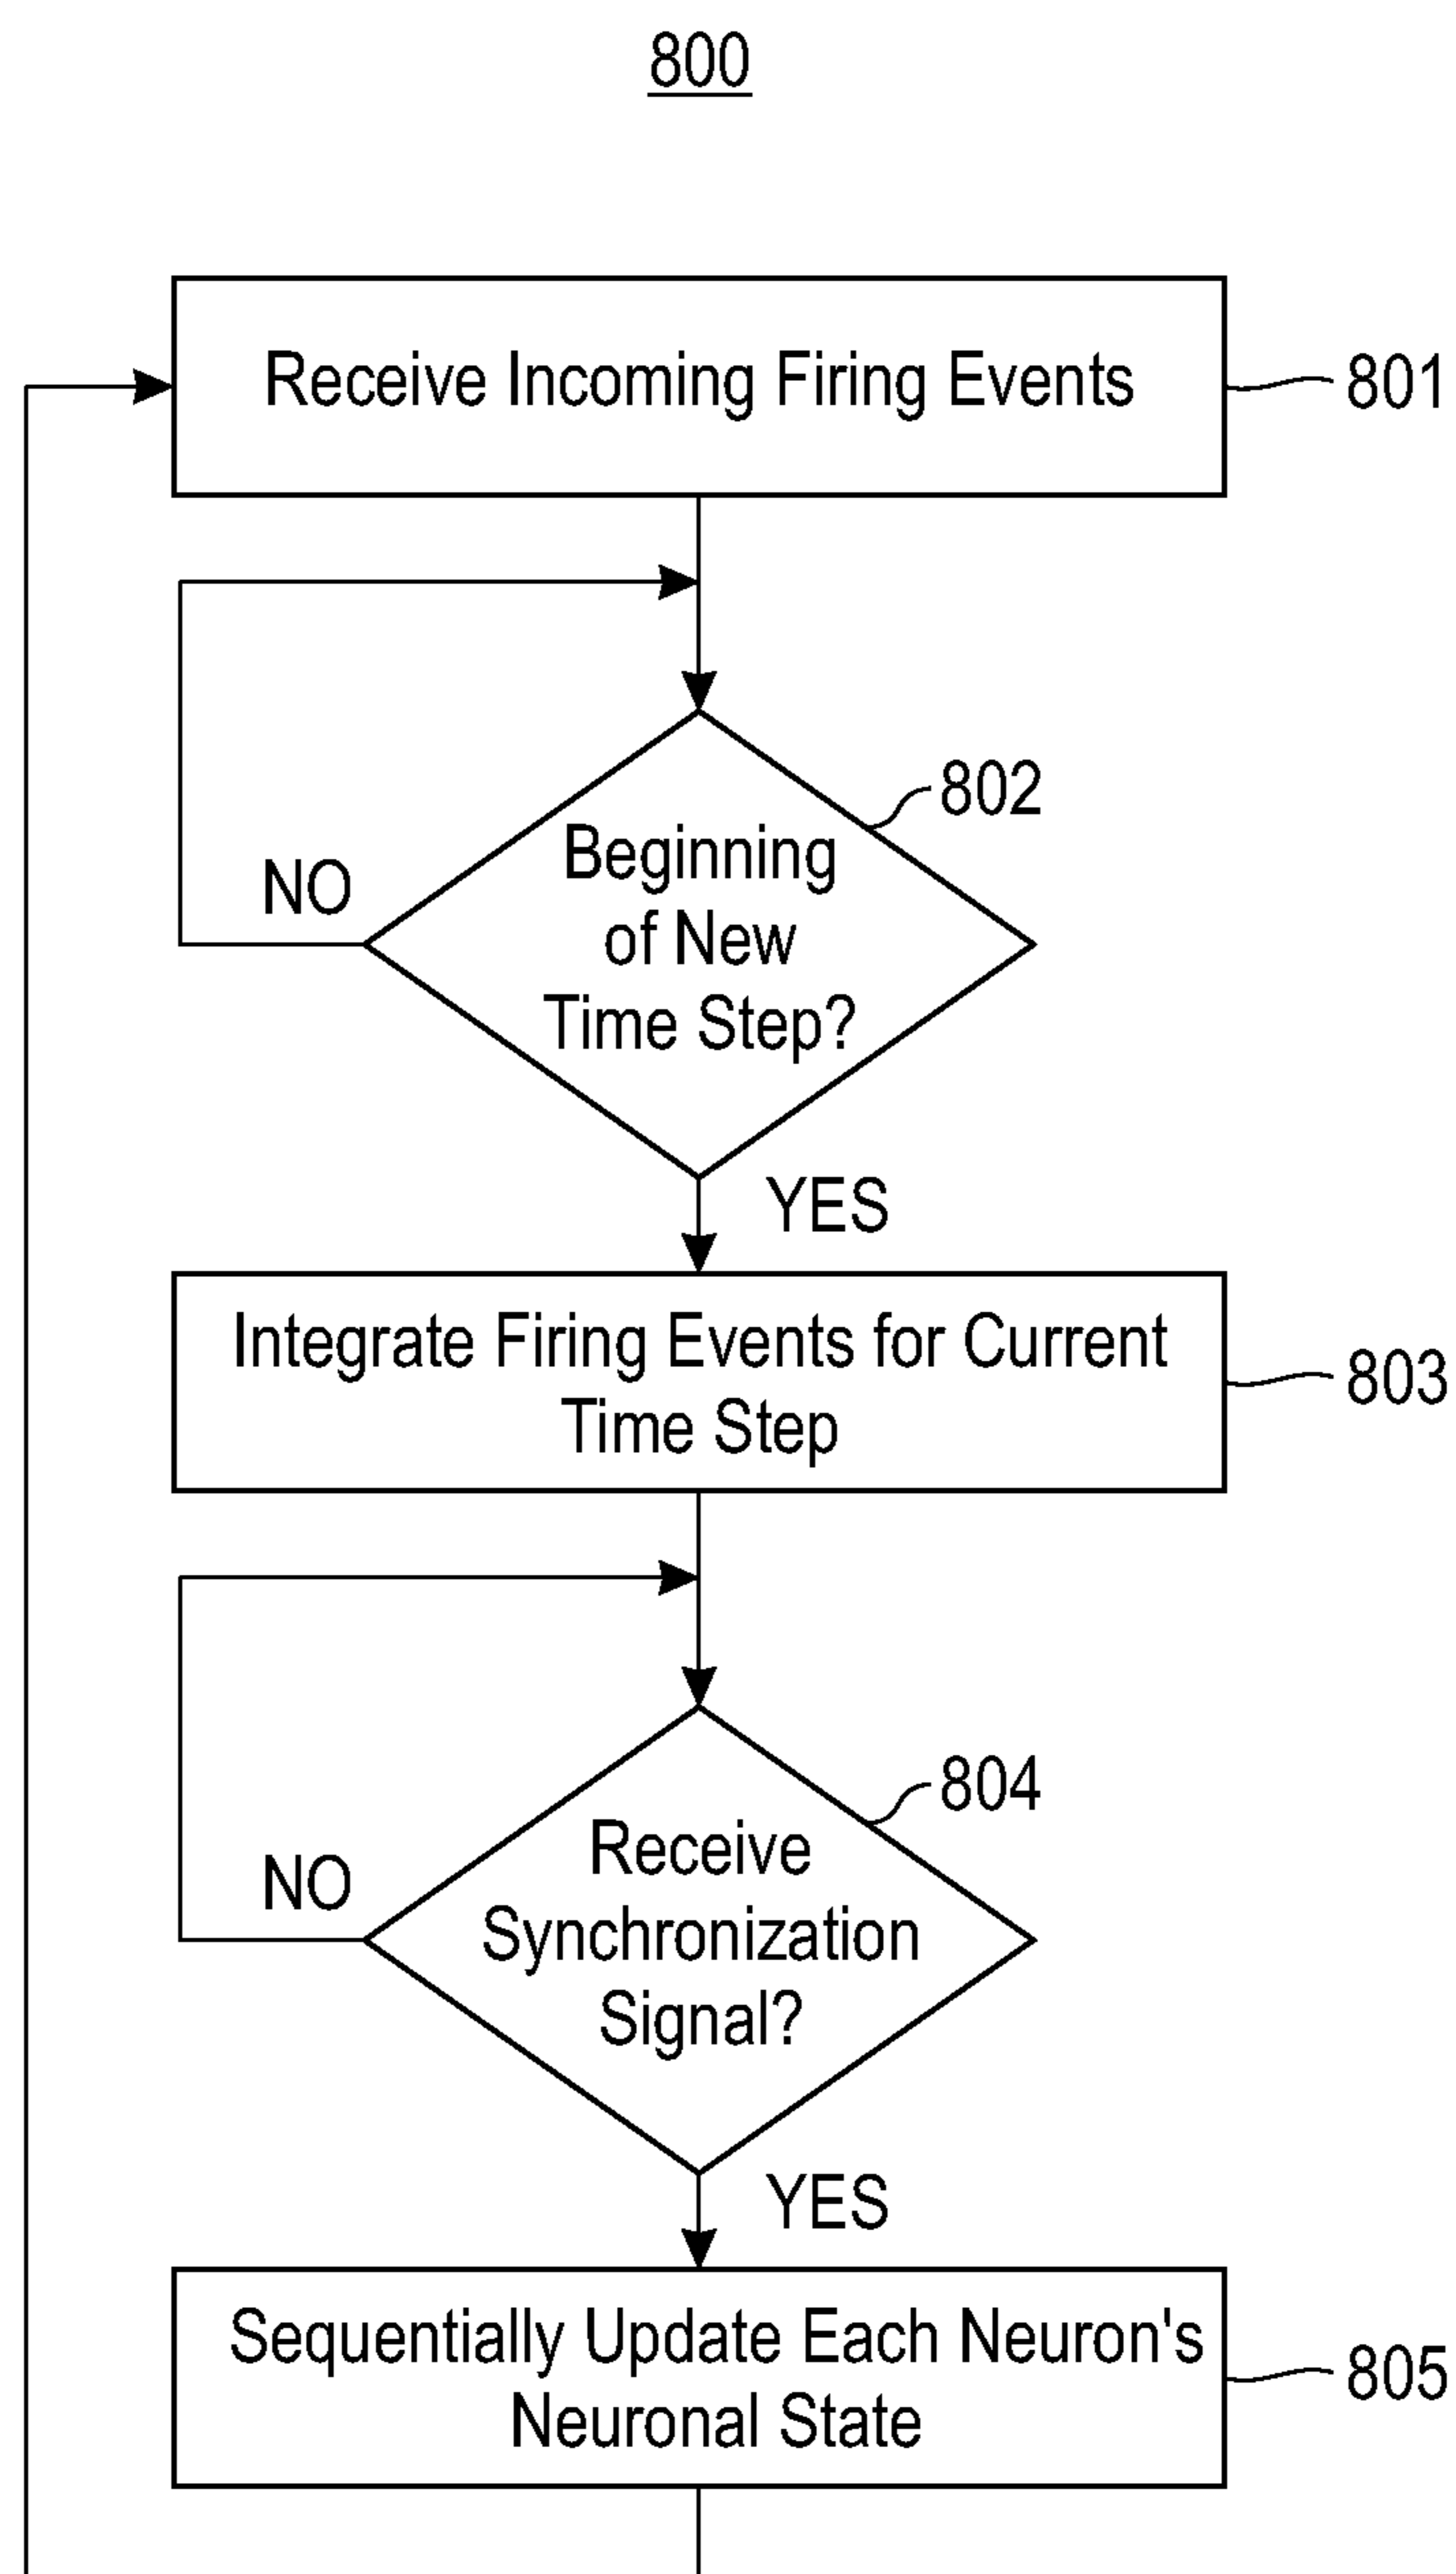 800
Receive Incoming Firing Events
801
802
Beginning
of New
Time Step?
NO
YES
Integrate Firing Events for Current
Time Step
803
804
Receive
Synchronization
Signal?
NO
YES
Sequentially Update Each Neuron's
Neuronal State
805